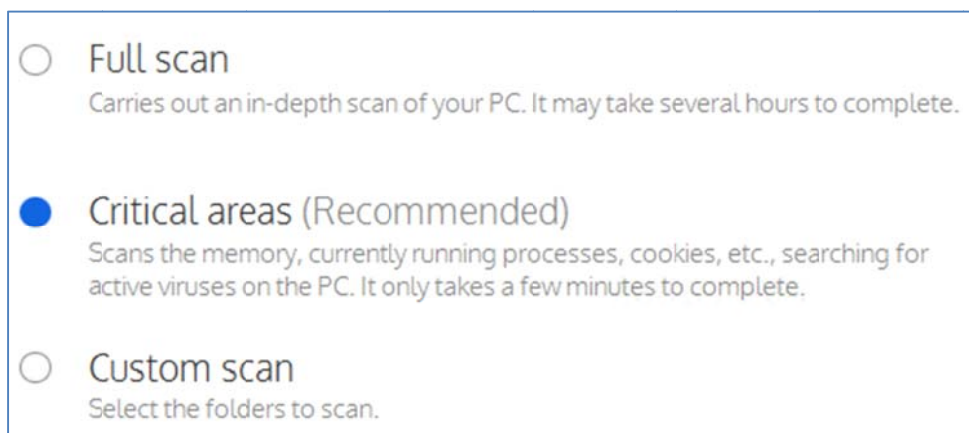 Full scan
Carries out an in-depth scan of your PC. It may take several hours to complete.
Critical areas (Recommended)
Scans the memory, currently running processes, cookies, etc., searching for
active viruses on the PC. It only takes a few minutes to complete.
Custom scan
Select the folders to scan.